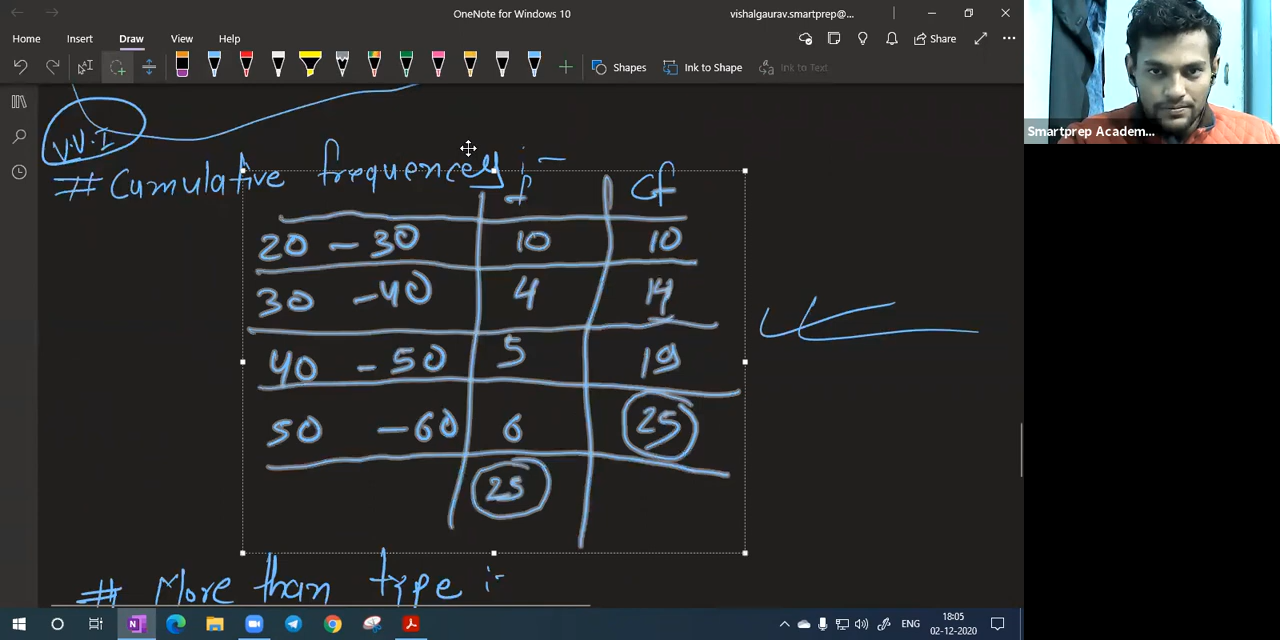 OneNote for Windows 10
vishalgaurav.smartprep@...
Home Insert Draw View Help
Share
Shapes Ink to Shape Ink to Text
Smartprep Academ...
V.V.I
# Cumulative frequency :-
f cf
20 - 30 10 10
30 - 40 4 14
40 - 50 5 19
50 - 60 6 25
25
# More than type :-
ENG 18:05
02-12-2020